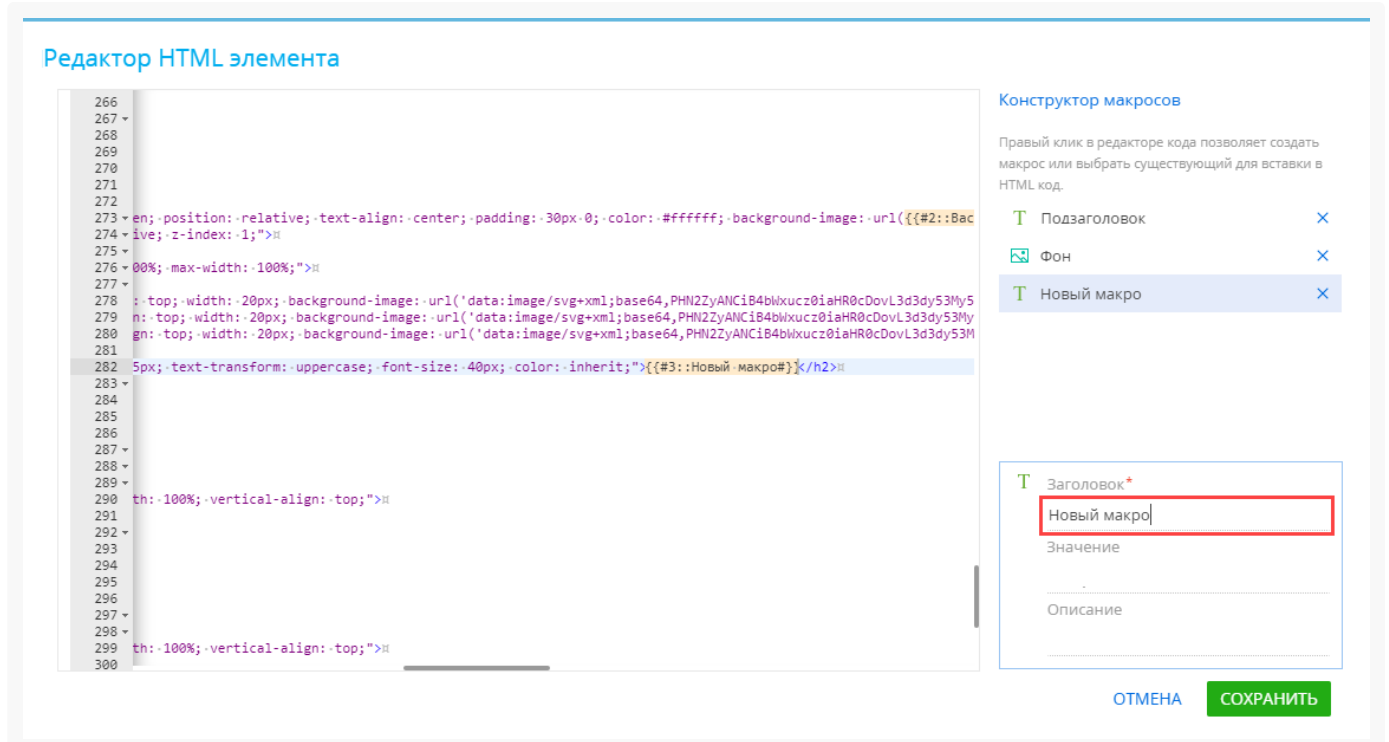 Редактор HTML элемента
266
267
268
269
270
271
272
273 en; position: relative; text-align: center; padding: 30px 0; color: #ffffff; background-image: url({{#2::Bac
274 ive; z-index: 1;">¤
275
276 00%; max-width: 100%;">¤
277
278 : top; width: 20px; background-image: url('data:image/svg+xml;base64,PHN2ZyANCiB4bWxucz0iaHR0cDovL3d3dy53My5
279 n: top; width: 20px; background-image: url('data:image/svg+xml;base64,PHN2ZyANCiB4bWxucz0iaHR0cDovL3d3dy53My
280 gn: top; width: 20px; background-image: url('data:image/svg+xml;base64,PHN2ZyANCiB4bWxucz0iaHR0cDovL3d3dy53M
281
282 5px; text-transform: uppercase; font-size: 40px; color: inherit;">{{#3::Новый макро#}}</h2>¤
283
284
285
286
287
288
289
290 th: 100%; vertical-align: top;">¤
291
292
293
294
295
296
297
298
299 th: 100%; vertical-align: top;">¤
300
Конструктор макросов
Правый клик в редакторе кода позволяет создать
макрос или выбрать существующий для вставки в
HTML код.
T Подзаголовок ×
Фон ×
T Новый макро ×
T Заголовок*
Новый макро
Значение
Описание
ОТМЕНА СОХРАНИТЬ